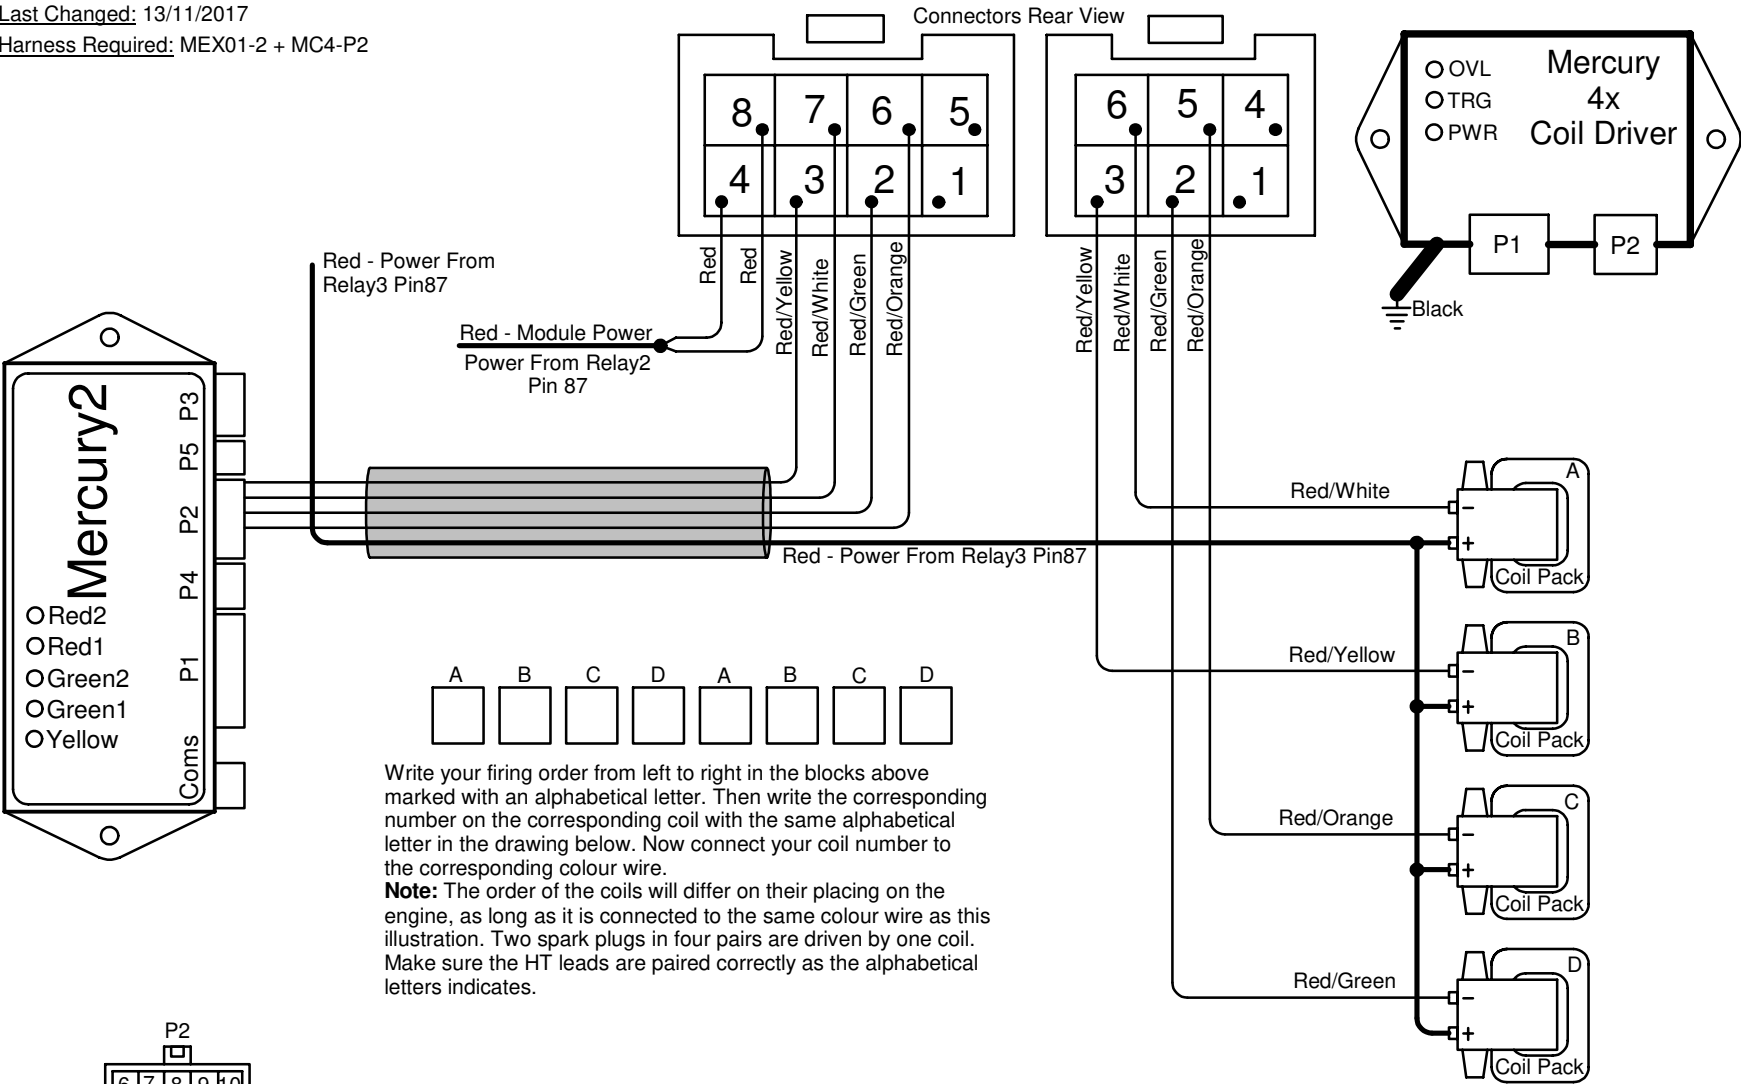 Last Changed: 13/11/2017
Harness Required: MEX01-2 + MC4-P2
Connectors Rear View
8 7 6 5
4 3 2 1
Red
Red
Red/Yellow
Red/White
Red/Green
Red/Orange
6 5 4
3 2 1
Red/Yellow
Red/White
Red/Green
Red/Orange
OVL
TRG
PWR
Mercury
4x
Coil Driver
P1
P2
Black
Red - Power From
Relay3 Pin87
Red - Module Power
Power From Relay2
Pin 87
Mercury2
P3
P5
P2
P4
P1
Coms
Red2
Red1
Green2
Green1
Yellow
Red - Power From Relay3 Pin87
Red/White
A
-
+
Coil Pack
Red/Yellow
B
-
+
Coil Pack
Red/Orange
C
-
+
Coil Pack
Red/Green
D
-
+
Coil Pack
A B C D A B C D
Write your firing order from left to right in the blocks above
marked with an alphabetical letter. Then write the corresponding
number on the corresponding coil with the same alphabetical
letter in the drawing below. Now connect your coil number to
the corresponding colour wire.
Note: The order of the coils will differ on their placing on the
engine, as long as it is connected to the same colour wire as this
illustration. Two spark plugs in four pairs are driven by one coil.
Make sure the HT leads are paired correctly as the alphabetical
letters indicates.
P2
6 7 8 9 10